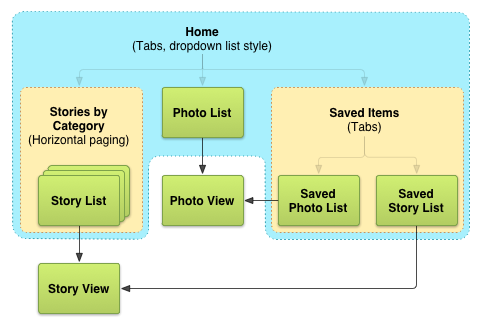 Home
(Tabs, dropdown list style)
Stories by
Category
(Horizontal paging)
Photo List
Saved Items
(Tabs)
Story List
Photo View
Saved
Photo List
Saved
Story List
Story View